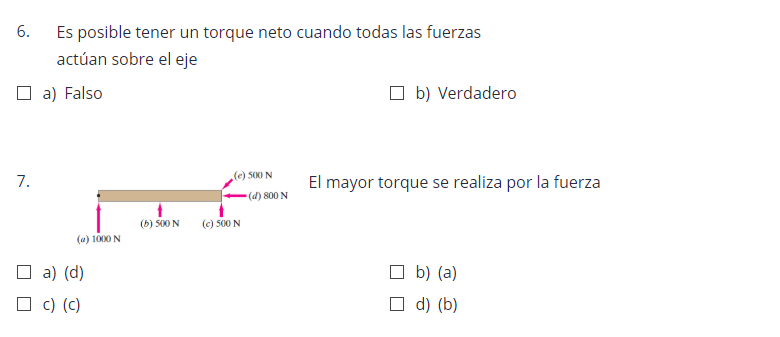 6. Es posible tener un torque neto cuando todas las fuerzas
actúan sobre el eje
a) Falso
b) Verdadero
7.
(e) 500 N
(d) 800 N
(b) 500 N
(c) 500 N
(a) 1000 N
El mayor torque se realiza por la fuerza
a) (d)
b) (a)
c) (c)
d) (b)